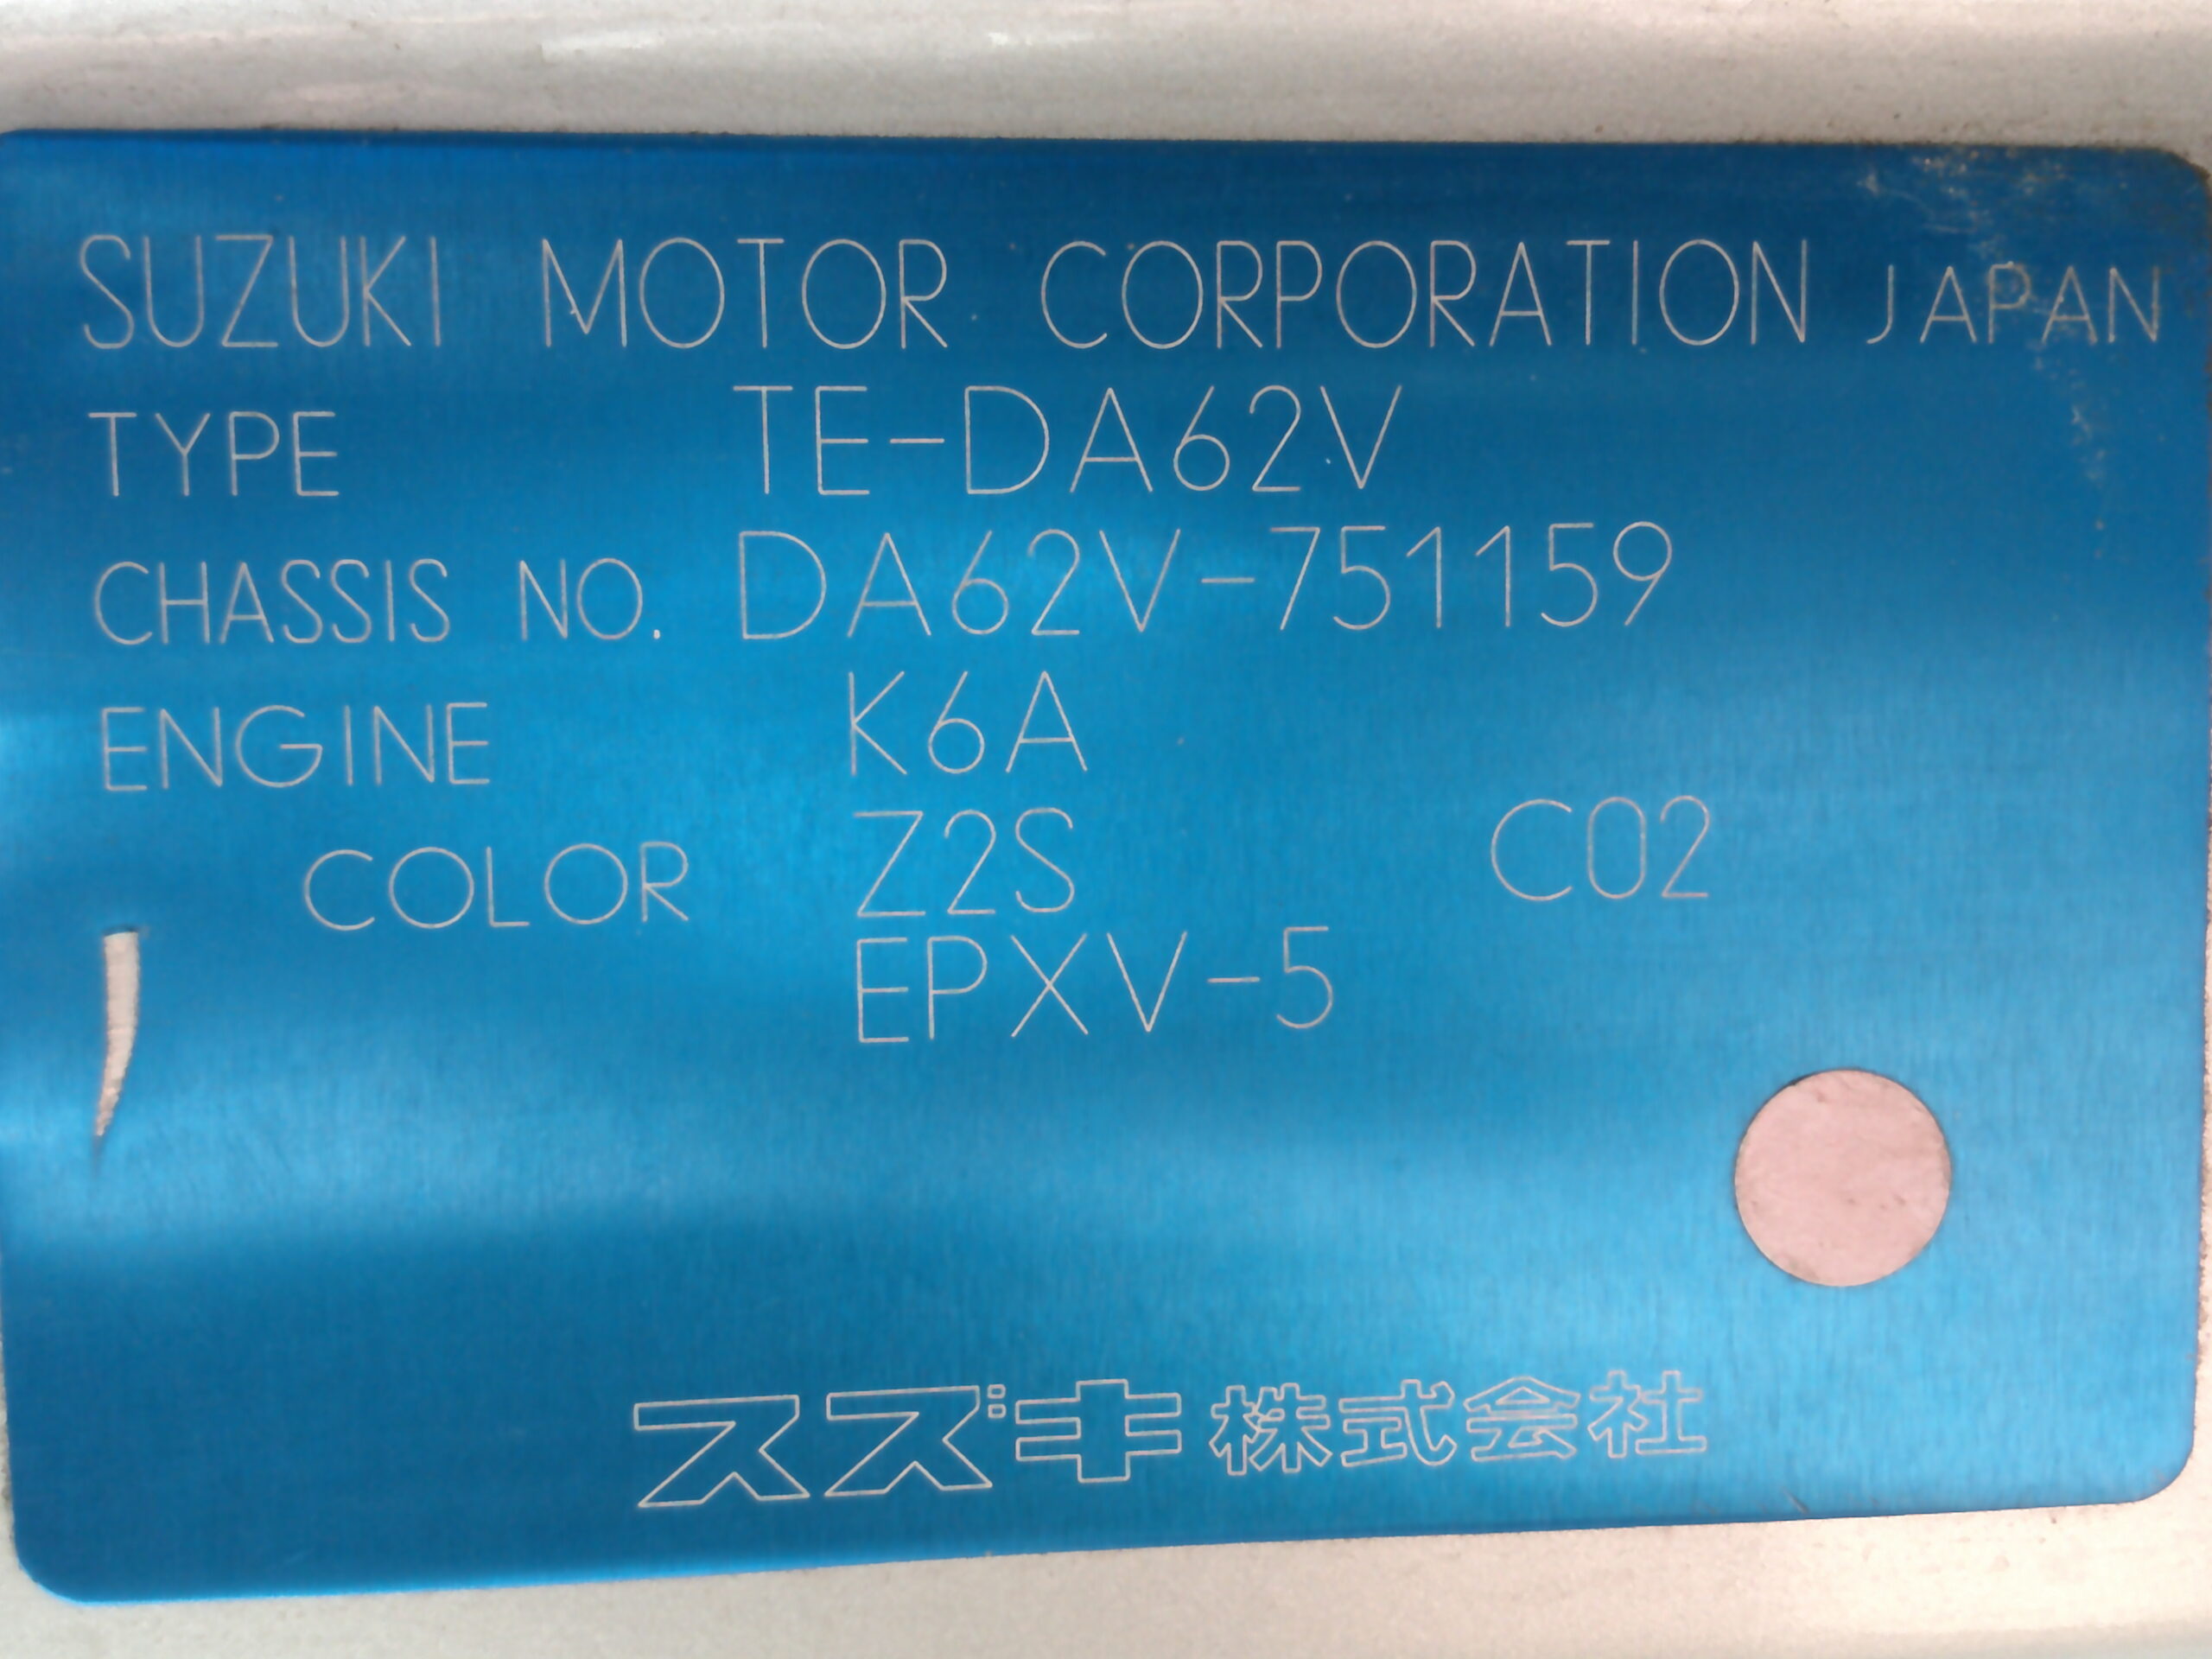 SUZUKI MOTOR CORPORATION JAPAN
TYPE TE-DA62V
CHASSIS NO. DA62V-751159
ENGINE K6A
COLOR Z2S C02
EPXV-5
スズキ株式会社